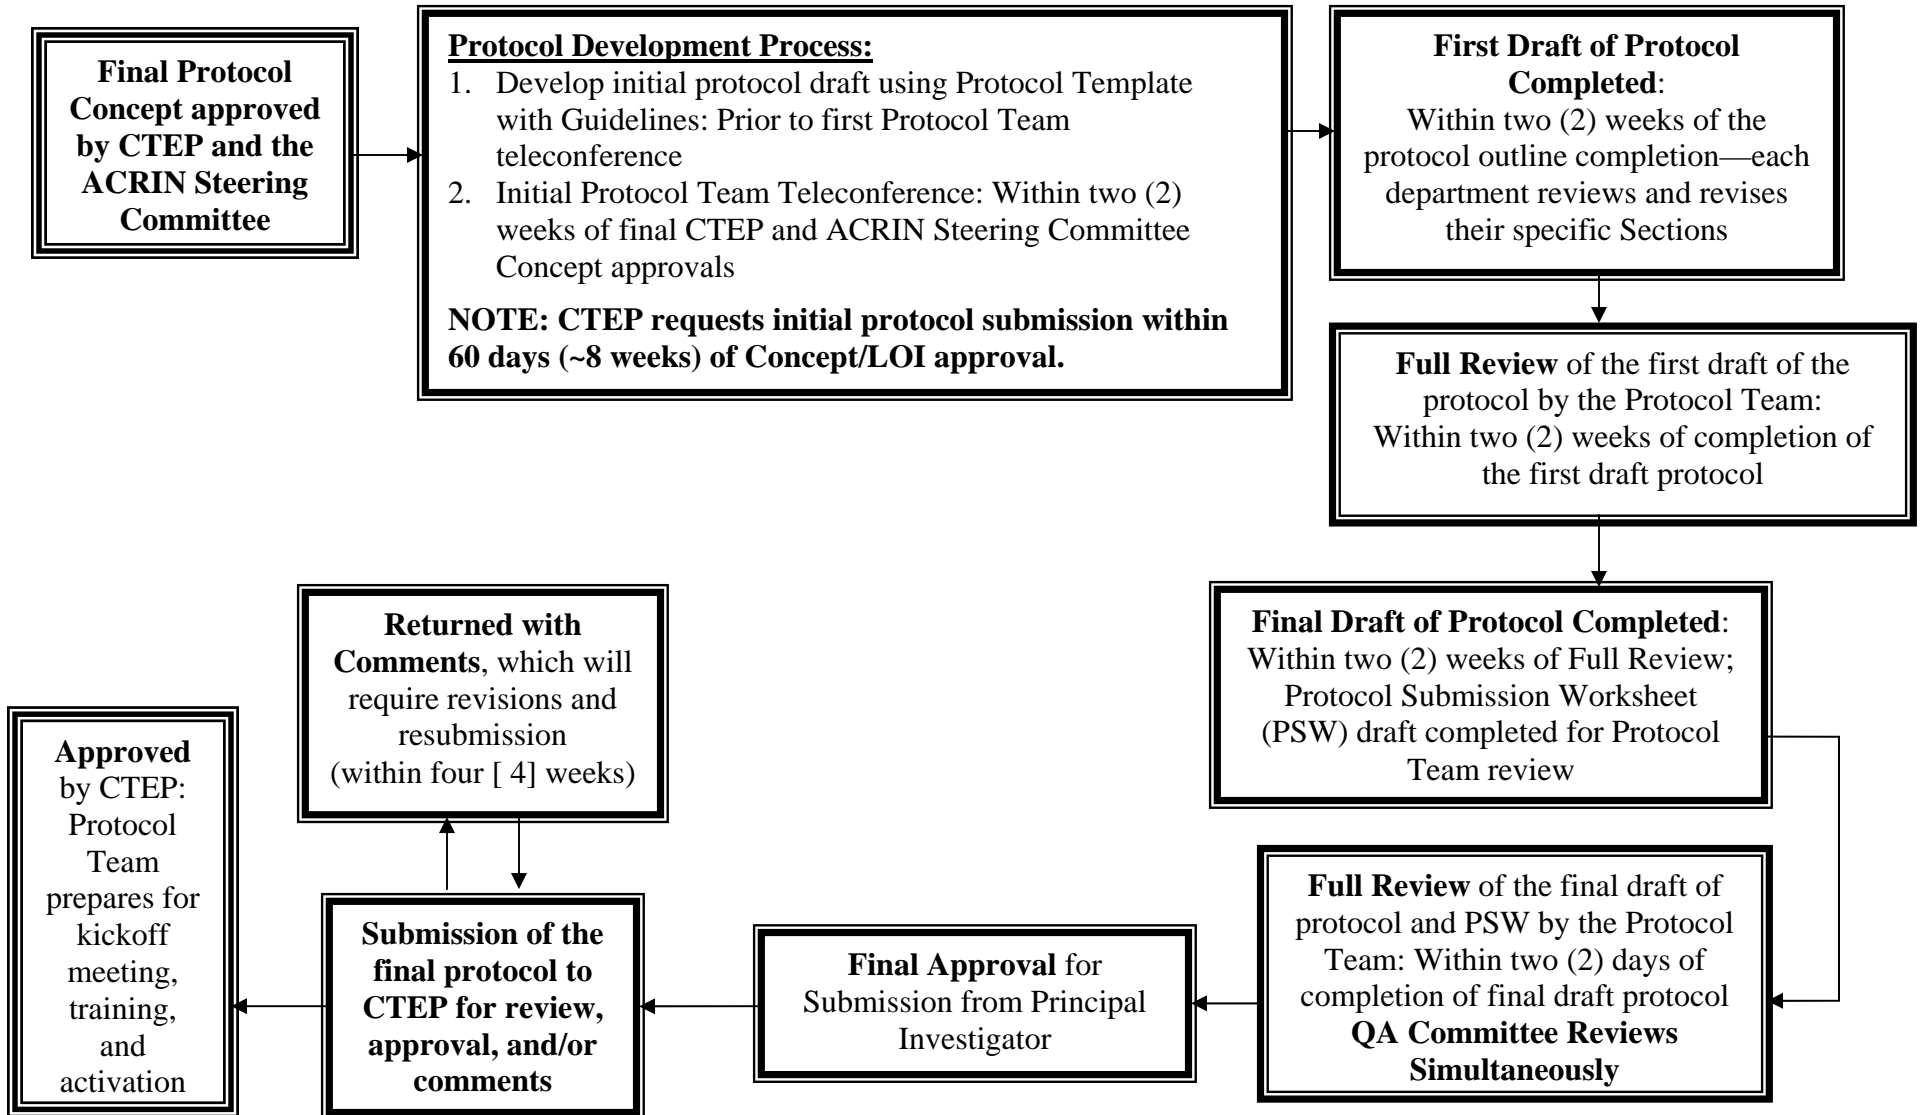 Final Protocol
Concept approved
by CTEP and the
ACRIN Steering
Committee
Protocol Development Process:
1. Develop initial protocol draft using Protocol Template
with Guidelines: Prior to first Protocol Team
teleconference
2. Initial Protocol Team Teleconference: Within two (2)
weeks of final CTEP and ACRIN Steering Committee
Concept approvals
NOTE: CTEP requests initial protocol submission within
60 days (~8 weeks) of Concept/LOI approval.
First Draft of Protocol
Completed:
Within two (2) weeks of the
protocol outline completion—each
department reviews and revises
their specific Sections
Full Review of the first draft of the
protocol by the Protocol Team:
Within two (2) weeks of completion of
the first draft protocol
Final Draft of Protocol Completed:
Within two (2) weeks of Full Review;
Protocol Submission Worksheet
(PSW) draft completed for Protocol
Team review
Full Review of the final draft of
protocol and PSW by the Protocol
Team: Within two (2) days of
completion of final draft protocol
QA Committee Reviews
Simultaneously
Final Approval for
Submission from Principal
Investigator
Submission of the
final protocol to
CTEP for review,
approval, and/or
comments
Returned with
Comments, which will
require revisions and
resubmission
(within four [ 4] weeks)
Approved
by CTEP:
Protocol
Team
prepares for
kickoff
meeting,
training,
and
activation